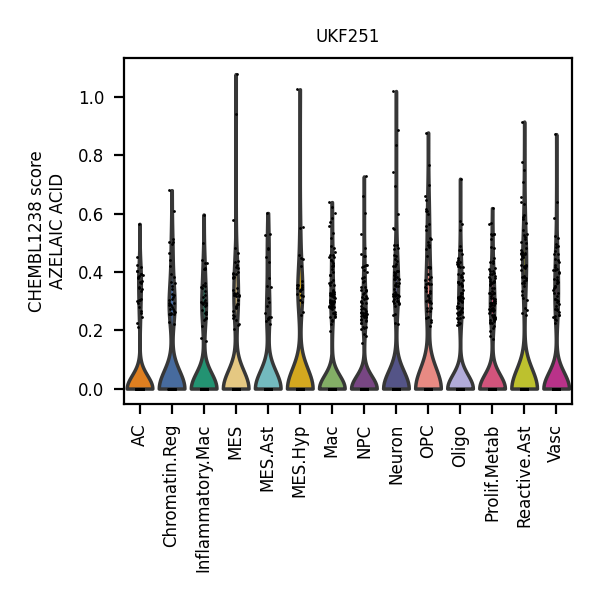 UKF251
CHEMBL1238 score
AZELAIC ACID
1.0
0.8
0.6
0.4
0.2
0.0
AC
Chromatin.Reg
Inflammatory.Mac
MES
MES.Ast
MES.Hyp
Mac
NPC
Neuron
OPC
Oligo
Prolif.Metab
Reactive.Ast
Vasc